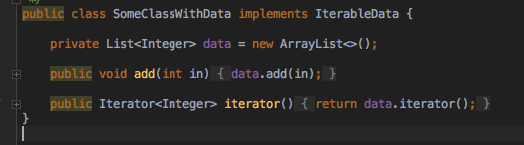 public class SomeClassWithData implements IterableData {
private List<Integer> data = new ArrayList<>();
public void add(int in) { data.add(in); }
public Iterator<Integer> iterator() { return data.iterator(); }
}